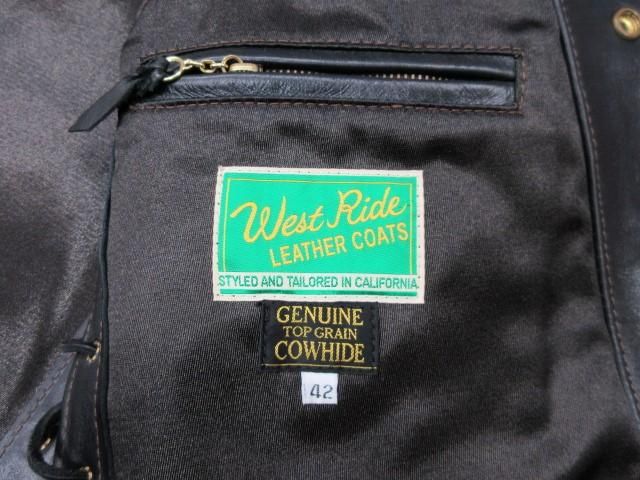 West Ride
LEATHER COATS
STYLED AND TAILORED IN CALIFORNIA
GENUINE
TOP GRAIN
COWHIDE
42